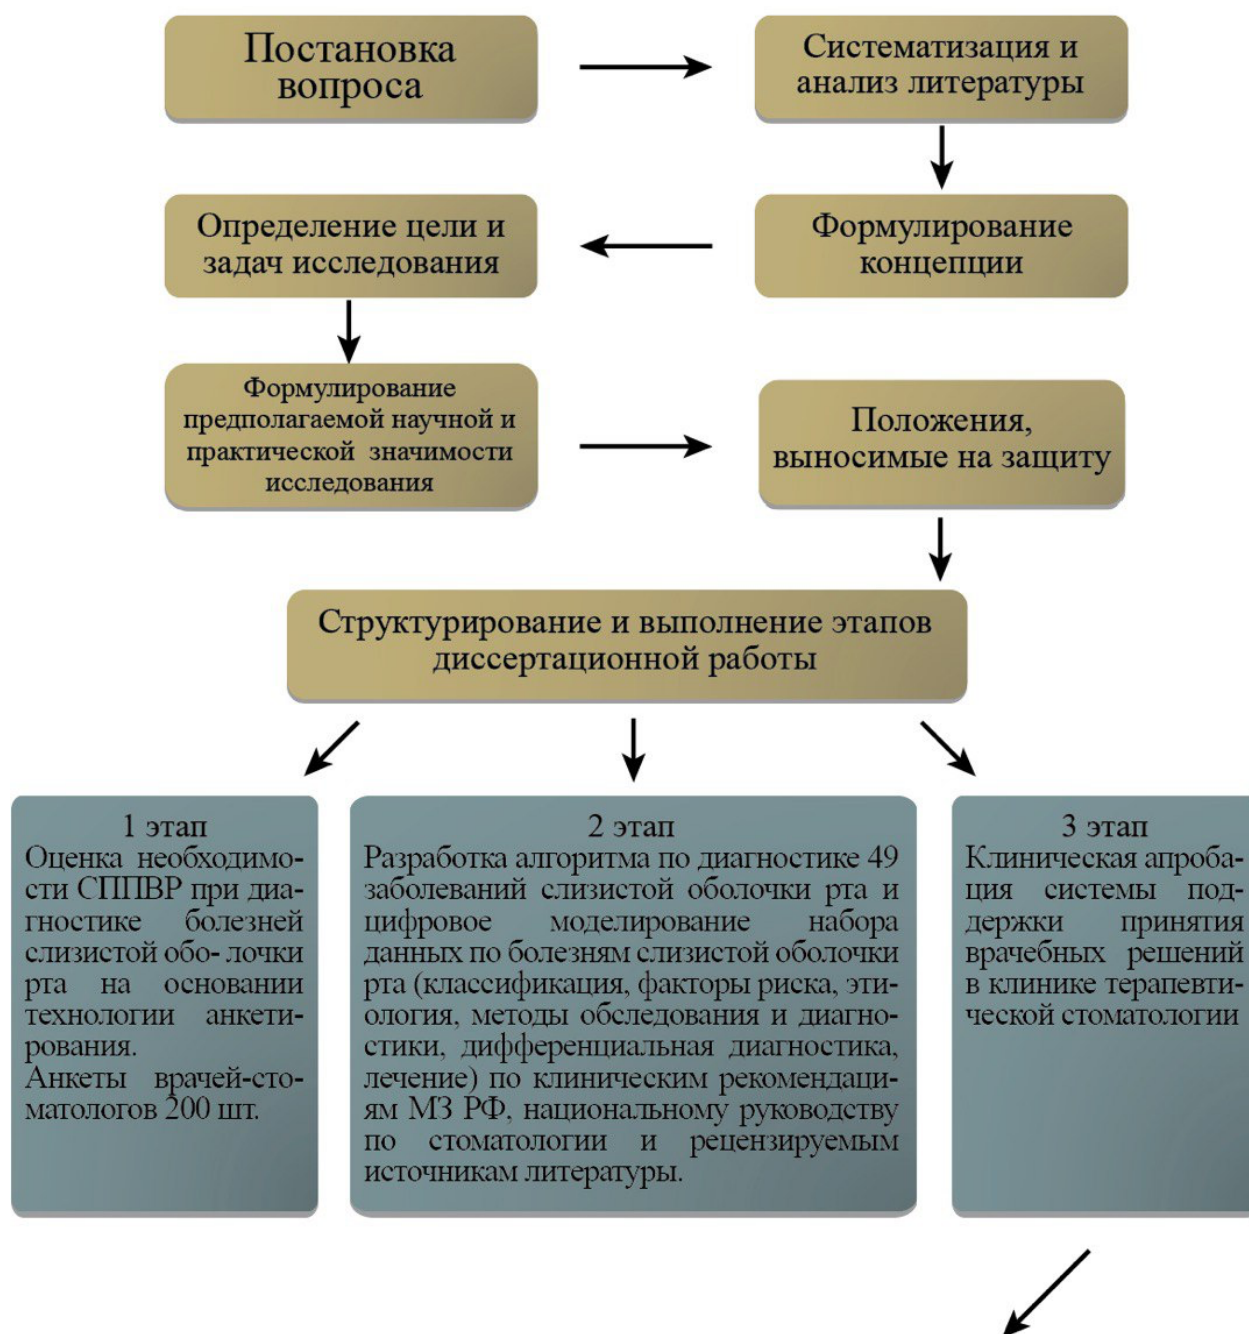 Постановка
вопроса
Систематизация и
анализ литературы
Формулирование
концепции
Определение цели и
задач исследования
Формулирование
предполагаемой научной и
практической значимости
исследования
Положения,
выносимые на защиту
Структурирование и выполнение этапов
диссертационной работы
1 этап
Оценка необходимо-
сти СППВР при диа-
гностике болезней
слизистой обо- лочки
рта на основании
технологии анкети-
рования.
Анкеты врачей-сто-
матологов 200 шт.
2 этап
Разработка алгоритма по диагностике 49
заболеваний слизистой оболочки рта и
цифровое моделирование набора
данных по болезням слизистой оболочки
рта (классификация, факторы риска, эти-
ология, методы обследования и диагно-
стики, дифференциальная диагностика,
лечение) по клиническим рекомендаци-
ям МЗ РФ, национальному руководству
по стоматологии и рецензируемым
источникам литературы.
3 этап
Клиническая апроба-
ция системы под-
держки принятия
врачебных решений
в клинике терапевти-
ческой стоматологии